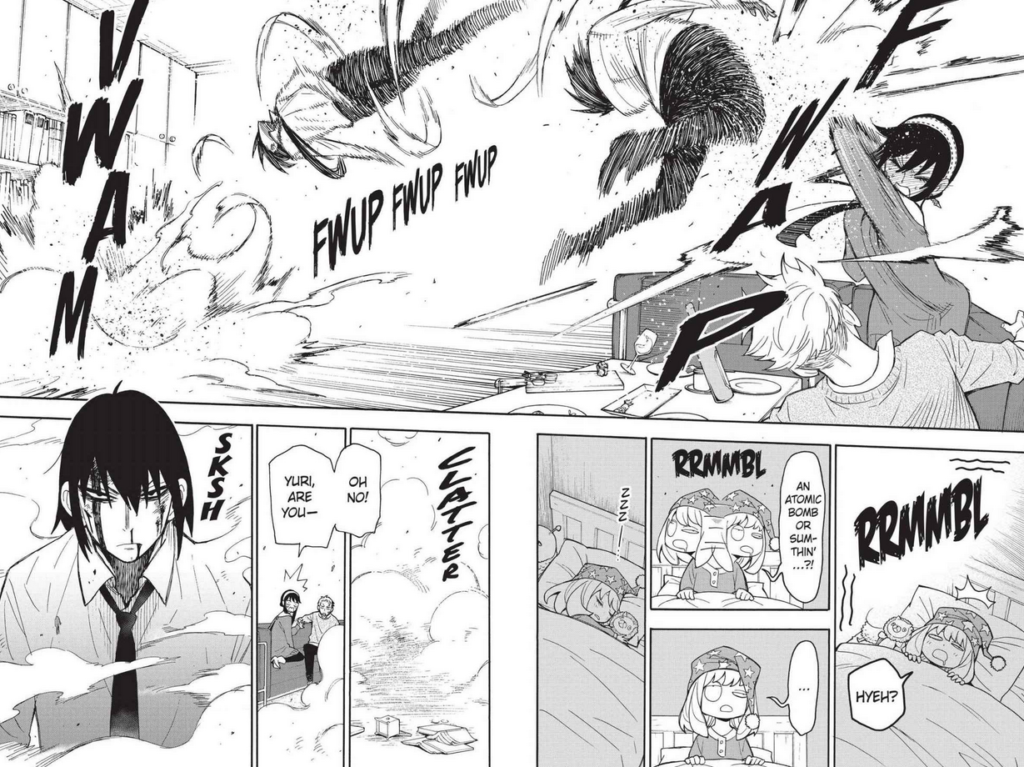 FWAP
FWUP FWUP FWUP
VWAM
RRMMBL
HYEH?
RRMMBL
AN
ATOMIC
BOMB
OR
SUM-
THIN'
...?!
...
ZZZ...
CLATTER
OH
NO!
YURI,
ARE
YOU—
SKSH